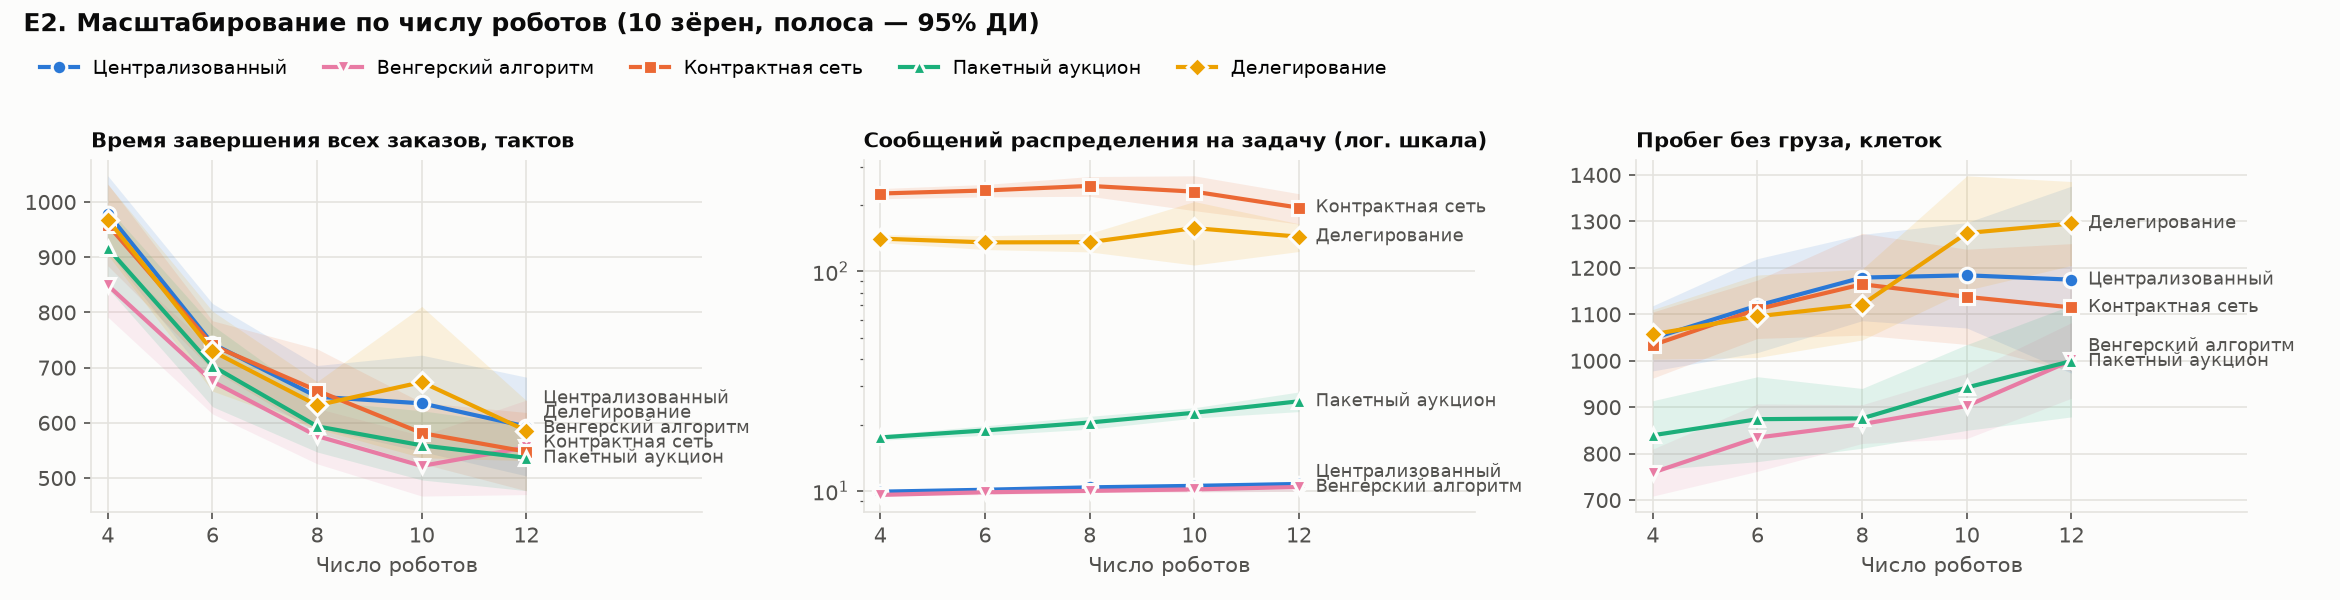 E2. Масштабирование по числу роботов (10 зёрен, полоса — 95% ДИ)
Централизованный Венгерский алгоритм Контрактная сеть Пакетный аукцион Делегирование
Время завершения всех заказов, тактов
1000
900
800
700
600
500
Централизованный
Делегирование
Венгерский алгоритм
Контрактная сеть
Пакетный аукцион
4 6 8 10 12
Число роботов
Сообщений распределения на задачу (лог. шкала)
10²
10¹
Контрактная сеть
Делегирование
Пакетный аукцион
Централизованный
Венгерский алгоритм
4 6 8 10 12
Число роботов
Пробег без груза, клеток
1400
1300
1200
1100
1000
900
800
700
Делегирование
Централизованный
Контрактная сеть
Венгерский алгоритм
Пакетный аукцион
4 6 8 10 12
Число роботов